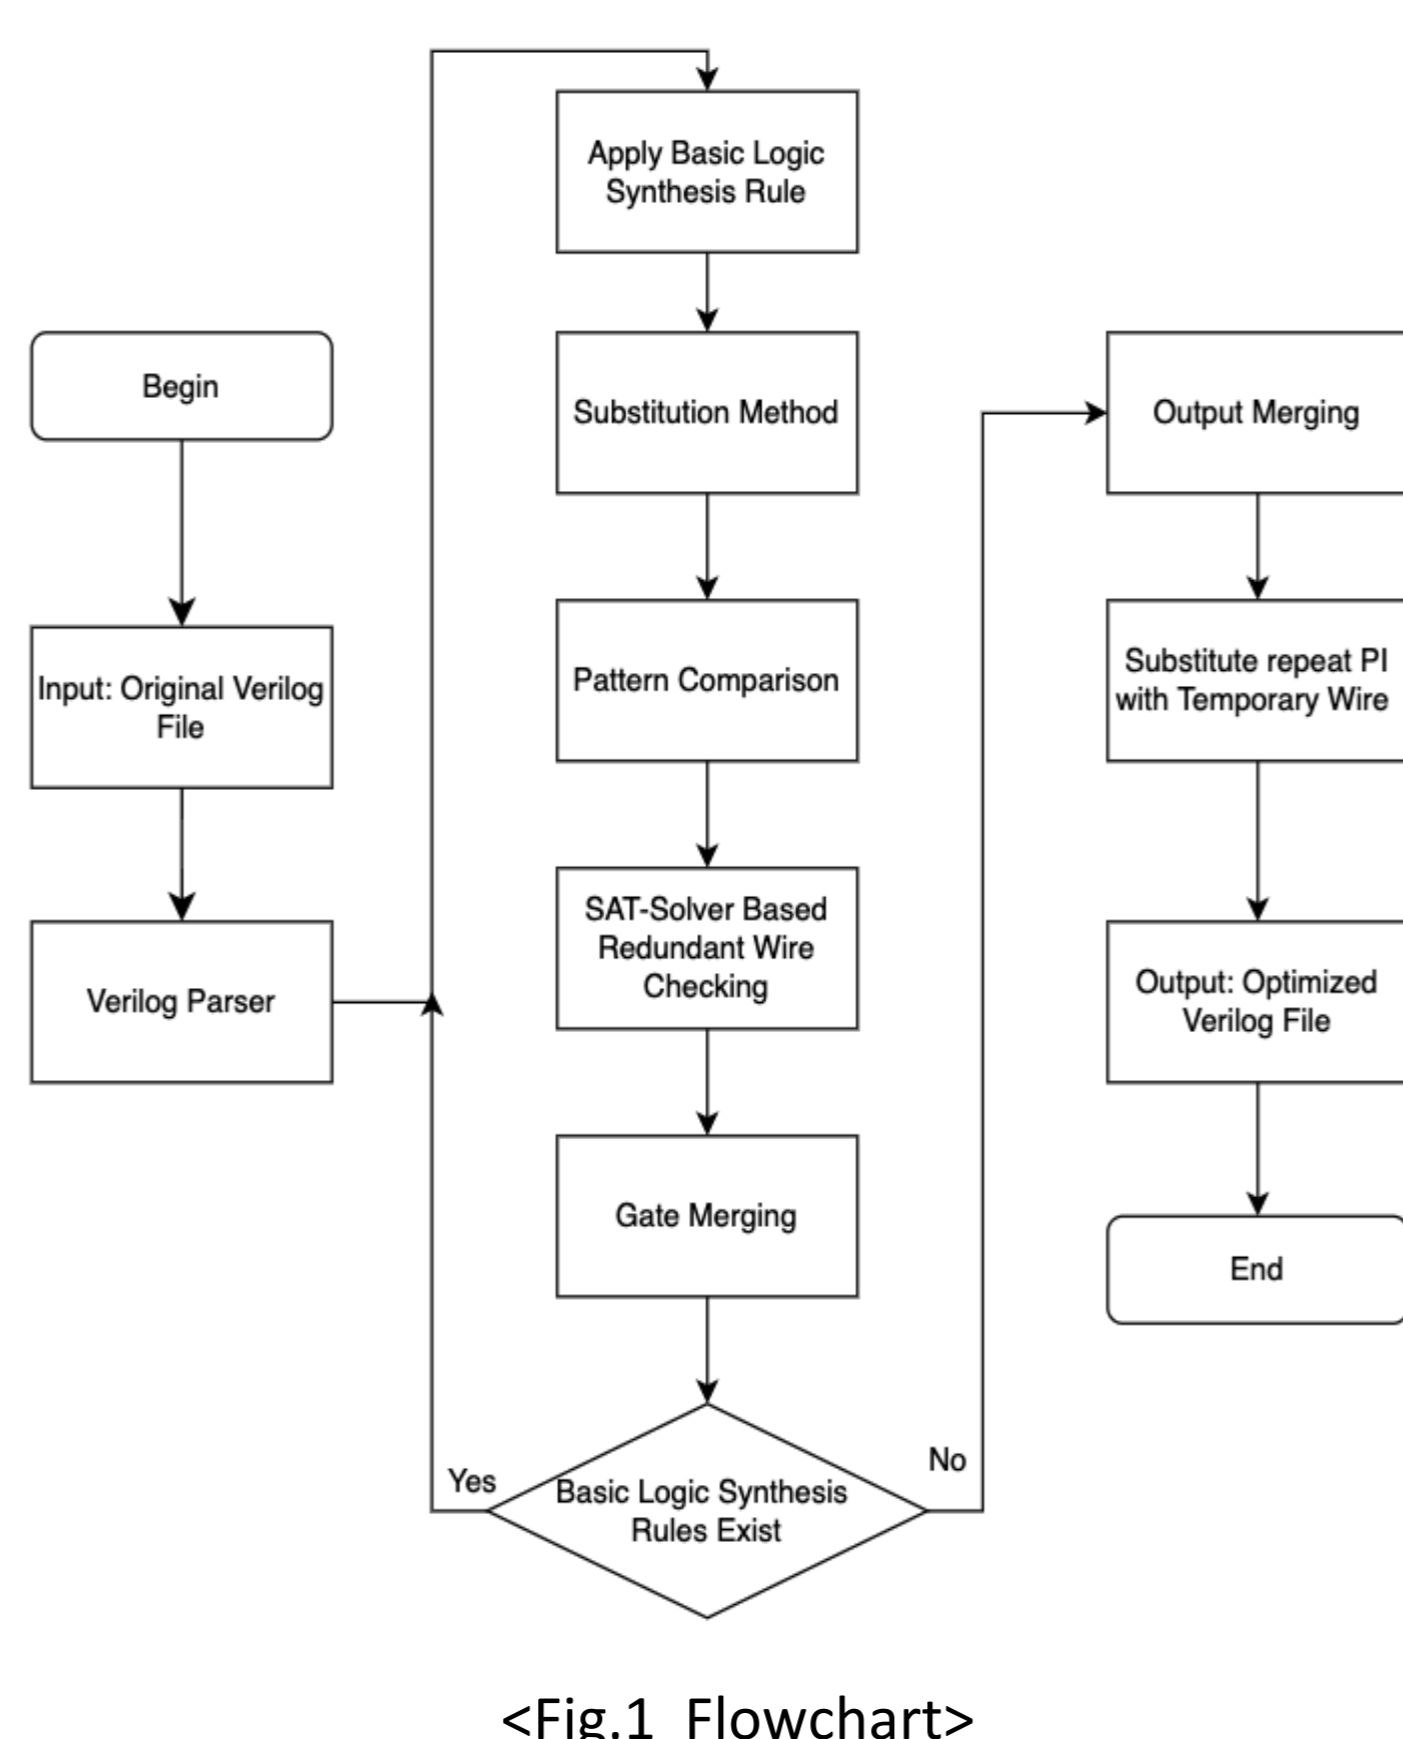 Begin
Input: Original Verilog
File
Verilog Parser
Apply Basic Logic
Synthesis Rule
Substitution Method
Pattern Comparison
SAT-Solver Based
Redundant Wire
Checking
Gate Merging
Yes
Basic Logic Synthesis
Rules Exist
No
Output Merging
Substitute repeat PI
with Temporary Wire
Output: Optimized
Verilog File
End
<Fig.1 Flowchart>